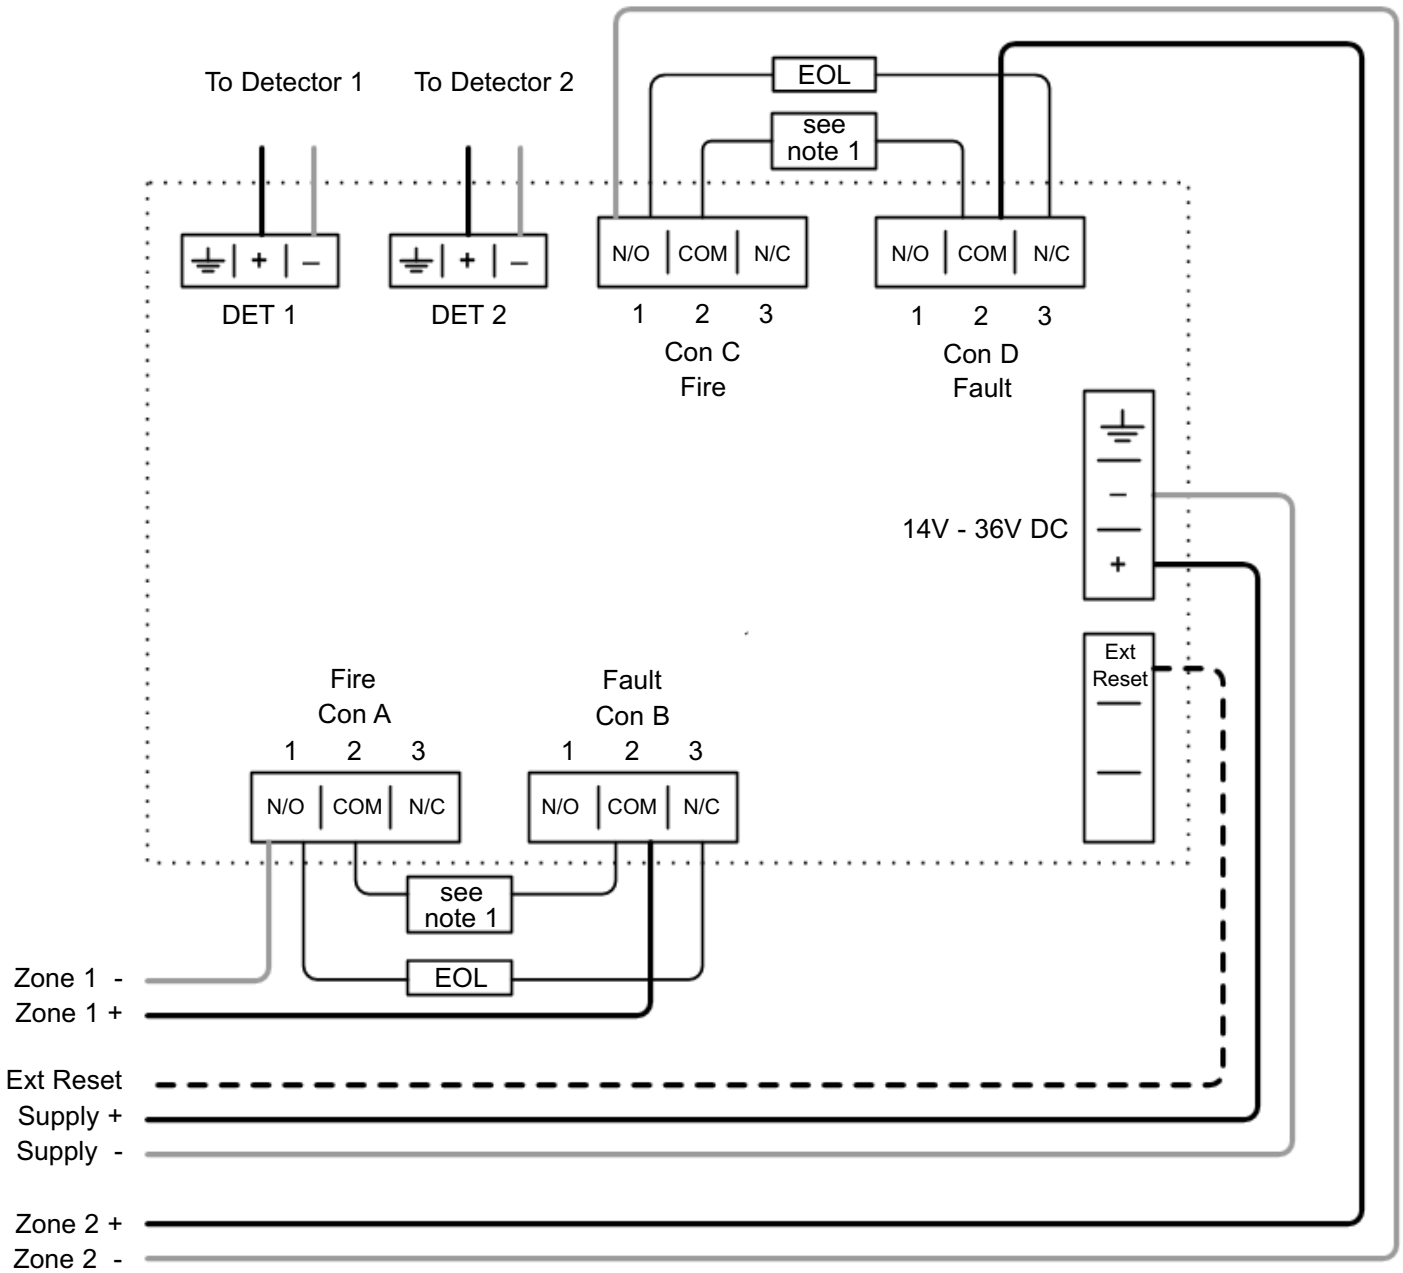 To Detector 1
To Detector 2
EOL
see
note 1
+ –
DET 1
+ –
DET 2
N/O COM N/C
1 2 3
Con C
Fire
N/O COM N/C
1 2 3
Con D
Fault
14V - 36V DC
–
+
Ext
Reset
Fire
Con A
1 2 3
N/O COM N/C
Fault
Con B
1 2 3
N/O COM N/C
see
note 1
EOL
Zone 1 -
Zone 1 +
Ext Reset
Supply +
Supply -
Zone 2 +
Zone 2 -